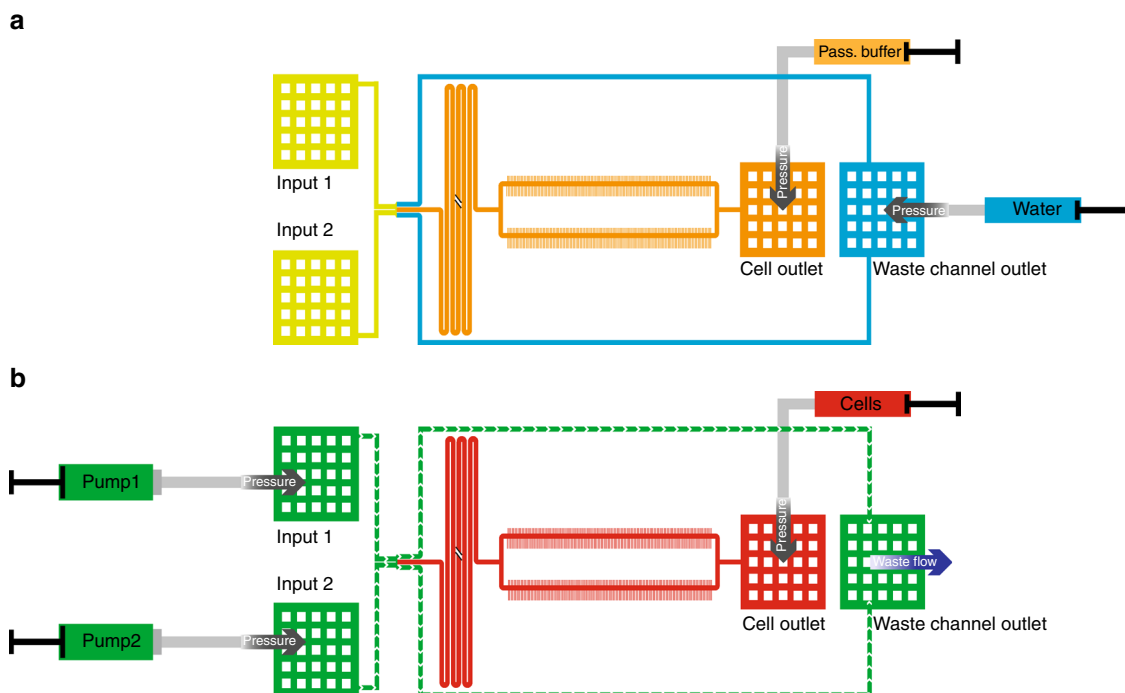 a
Pass. buffer
Pressure
Input 1
Input 2
Pressure
Water
Cell outlet
Waste channel outlet
b
Cells
Pump1
Pressure
Pressure
Input 1
Input 2
Waste flow
Pump2
Pressure
Cell outlet
Waste channel outlet